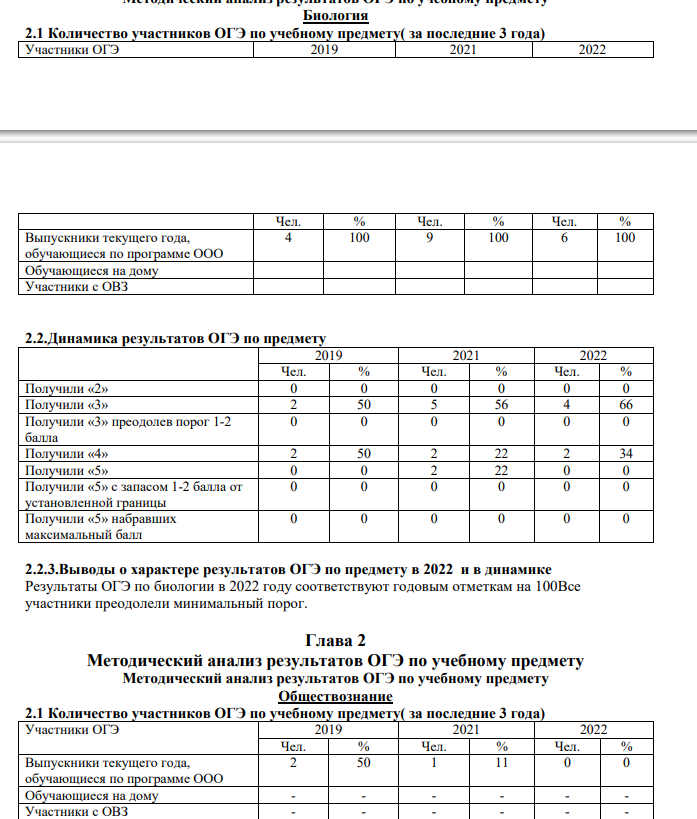 Методический анализ результатов ОГЭ по учебному предмету
Биология
2.1 Количество участников ОГЭ по учебному предмету( за последние 3 года)
Участники ОГЭ 2019 2021 2022
Чел. % Чел. % Чел. %
Выпускники текущего года, 4 100 9 100 6 100
обучающиеся по программе ООО
Обучающиеся на дому
Участники с ОВЗ
2.2.Динамика результатов ОГЭ по предмету
2019 2021 2022
Чел. % Чел. % Чел. %
Получили «2» 0 0 0 0 0 0
Получили «3» 2 50 5 56 4 66
Получили «3» преодолев порог 1-2 0 0 0 0 0 0
балла
Получили «4» 2 50 2 22 2 34
Получили «5» 0 0 2 22 0 0
Получили «5» с запасом 1-2 балла от 0 0 0 0 0 0
установленной границы
Получили «5» набравших 0 0 0 0 0 0
максимальный балл
2.2.3.Выводы о характере результатов ОГЭ по предмету в 2022 и в динамике
Результаты ОГЭ по биологии в 2022 году соответствуют годовым отметкам на 100Все
участники преодолели минимальный порог.
Глава 2
Методический анализ результатов ОГЭ по учебному предмету
Методический анализ результатов ОГЭ по учебному предмету
Обществознание
2.1 Количество участников ОГЭ по учебному предмету( за последние 3 года)
Участники ОГЭ 2019 2021 2022
Чел. % Чел. % Чел. %
Выпускники текущего года, 2 50 1 11 0 0
обучающиеся по программе ООО
Обучающиеся на дому - - - - - -
Участники с ОВЗ - - - - - -